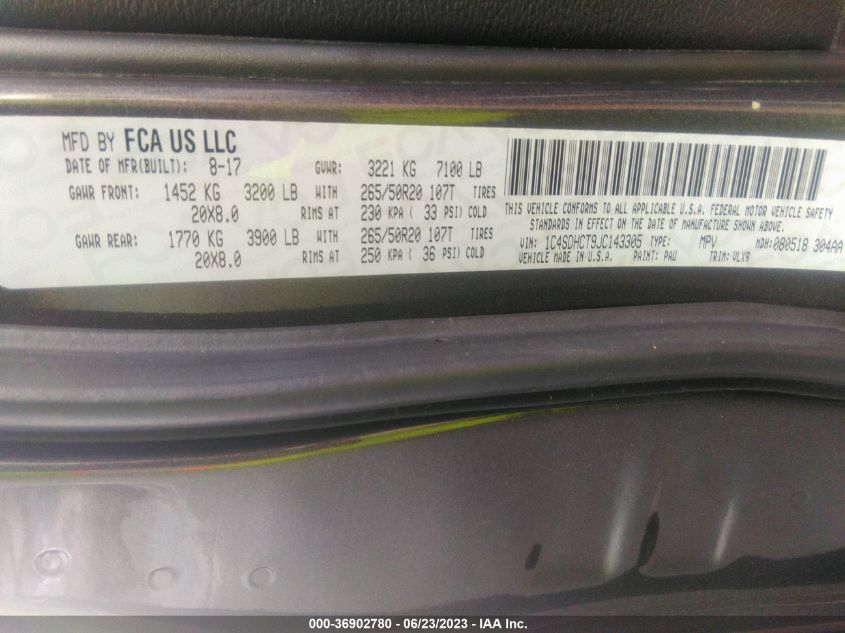 MFD BY FCA US LLC
DATE OF MFR(BUILT): 8-17 GVWR: 3221 KG 7100 LB
GAWR FRONT: 1452 KG 3200 LB WITH 265/50R20 107T TIRES
20X8.0 RIMS AT 230 KPA ( 33 PSI) COLD
GAWR REAR: 1770 KG 3900 LB WITH 265/50R20 107T TIRES
20X8.0 RIMS AT 250 KPA ( 36 PSI) COLD
THIS VEHICLE CONFORMS TO ALL APPLICABLE U.S.A. FEDERAL MOTOR VEHICLE SAFETY
STANDARDS IN EFFECT ON THE DATE OF MANUFACTURE SHOWN ABOVE.
VIN: 1C4SDHCT9JC143305 TYPE: MPV MDH: 080518 304AA
VEHICLE MADE IN U.S.A. PAINT: PAU TRIM: VLX9
000-36902780 - 06/23/2023 - IAA Inc.